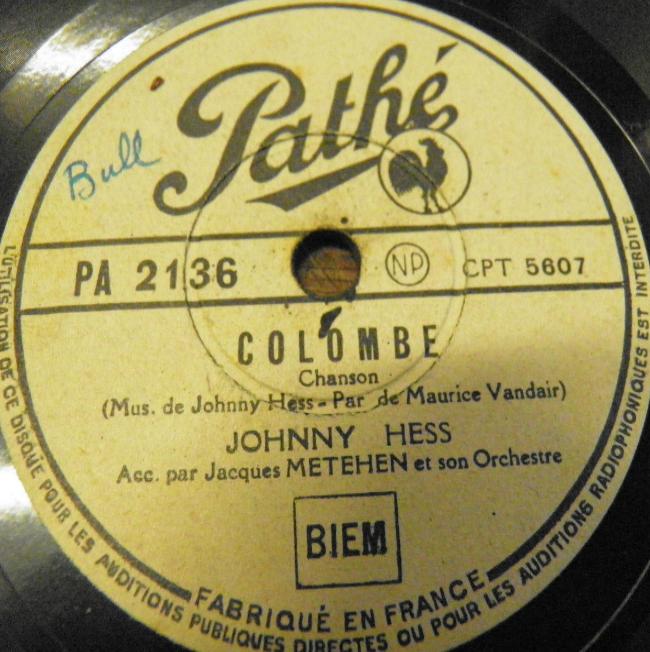 Pathé
Bull
PA 2136 NP CPT 5607
COLOMBE
Chanson
(Mus. de Johnny Hess - Par de Maurice Vandair)
JOHNNY HESS
Acc. par Jacques METEHEN et son Orchestre
BIEM
FABRIQUÉ EN FRANCE
L'UTILISATION DE CE DISQUE POUR LES AUDITIONS PUBLIQUES DIRECTES OU POUR LES AUDITIONS RADIOPHONIQUES EST INTERDITE